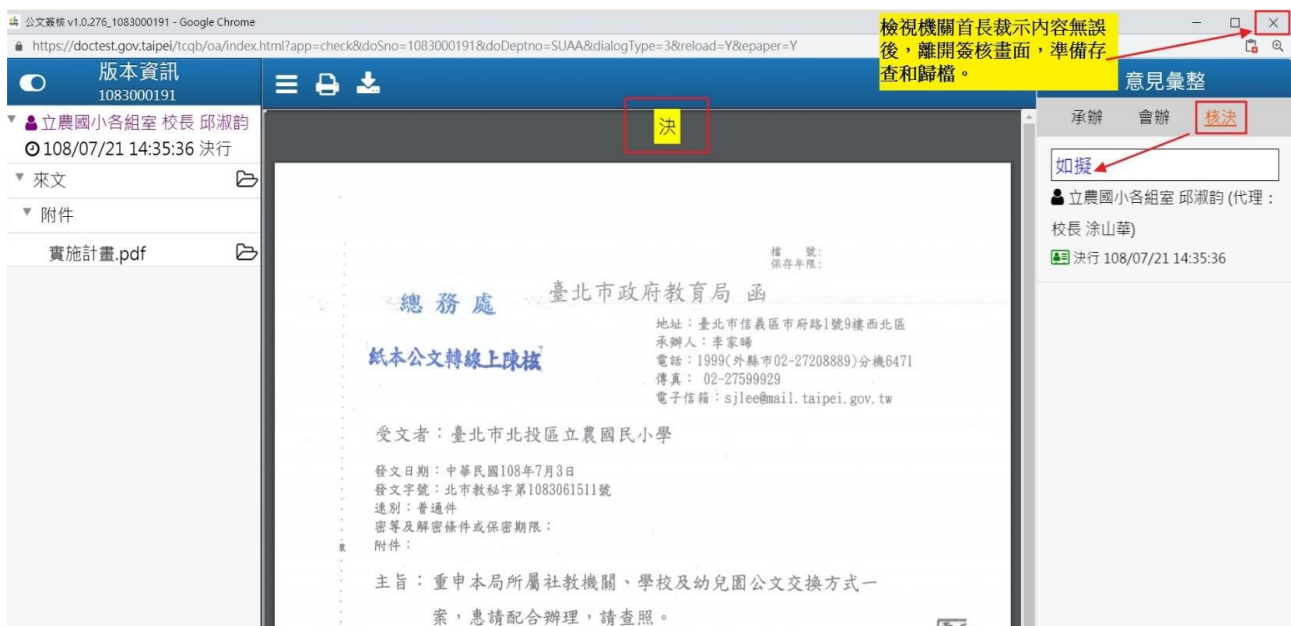 公文簽核 v1.0.276_1083000191 - Google Chrome
https://doctest.gov.taipei/tcqb/oa/index.html?app=check&doSno=1083000191&doDeptno=SUAA&dialogType=3&reload=Y&epaper=Y
檢視機關首長裁示內容無誤
後，離開簽核畫面，準備存
查和歸檔。
版本資訊
1083000191
立農國小各組室 校長 邱淑韵
108/07/21 14:35:36 決行
來文
附件
實施計畫.pdf
決
檔　號:
保存年限:
總務處
臺北市政府教育局 函
紙本公文轉線上陳核
地址：臺北市信義區市府路1號9樓西北區
承辦人：李家晞
電話：1999(外縣市02-27208889)分機6471
傳真： 02-27599929
電子信箱：sjlee@mail.taipei.gov.tw
受文者：臺北市北投區立農國民小學
發文日期：中華民國108年7月3日
發文字號：北市教秘字第1083061511號
速別：普通件
密等及解密條件或保密期限：
附件：
主旨：重申本局所屬社教機關、學校及幼兒園公文交換方式一
案，惠請配合辦理，請查照。
意見彙整
承辦 會辦 核決
如擬
立農國小各組室 邱淑韵 (代理：
校長 涂山華)
決行 108/07/21 14:35:36